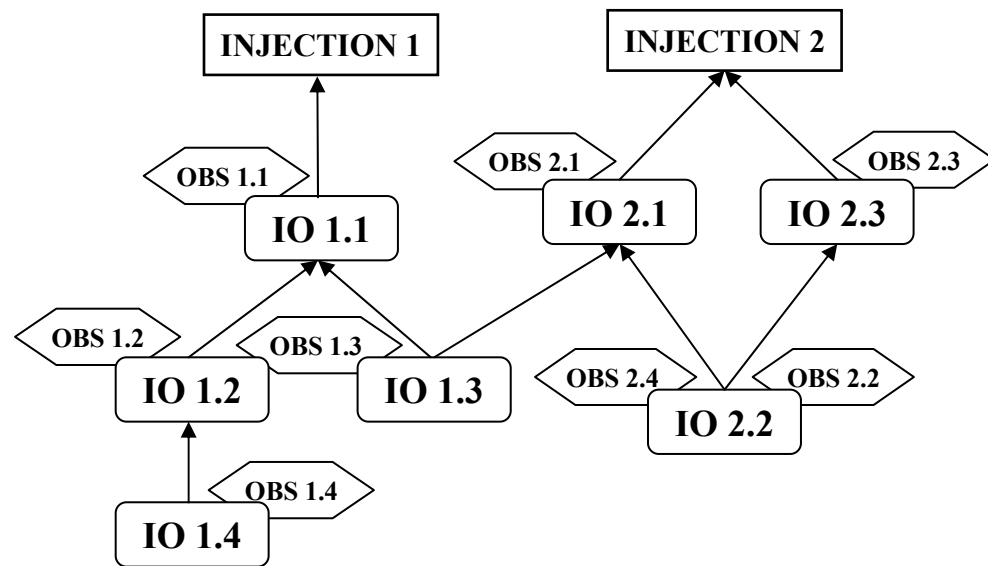 INJECTION 1
INJECTION 2
OBS 1.1
OBS 2.1
OBS 2.3
IO 1.1
IO 2.1
IO 2.3
OBS 1.2
OBS 1.3
OBS 2.4
OBS 2.2
IO 1.2
IO 1.3
IO 2.2
OBS 1.4
IO 1.4